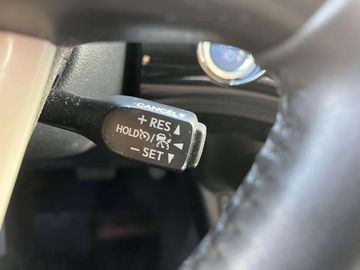 CANCEL
+ RES
HOLD /
− SET